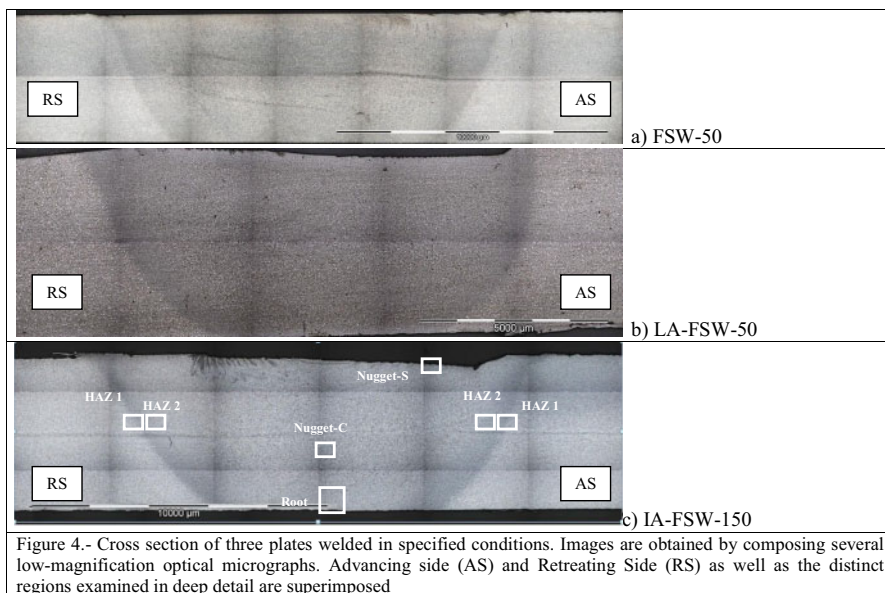 RS
AS
10000 µm
a) FSW-50
RS
AS
5000 µm
b) LA-FSW-50
Nugget-S
HAZ 1
HAZ 2
HAZ 2
HAZ 1
Nugget-C
RS
AS
Root
10000 µm
c) IA-FSW-150
Figure 4.- Cross section of three plates welded in specified conditions. Images are obtained by composing several
low-magnification optical micrographs. Advancing side (AS) and Retreating Side (RS) as well as the distinct
regions examined in deep detail are superimposed